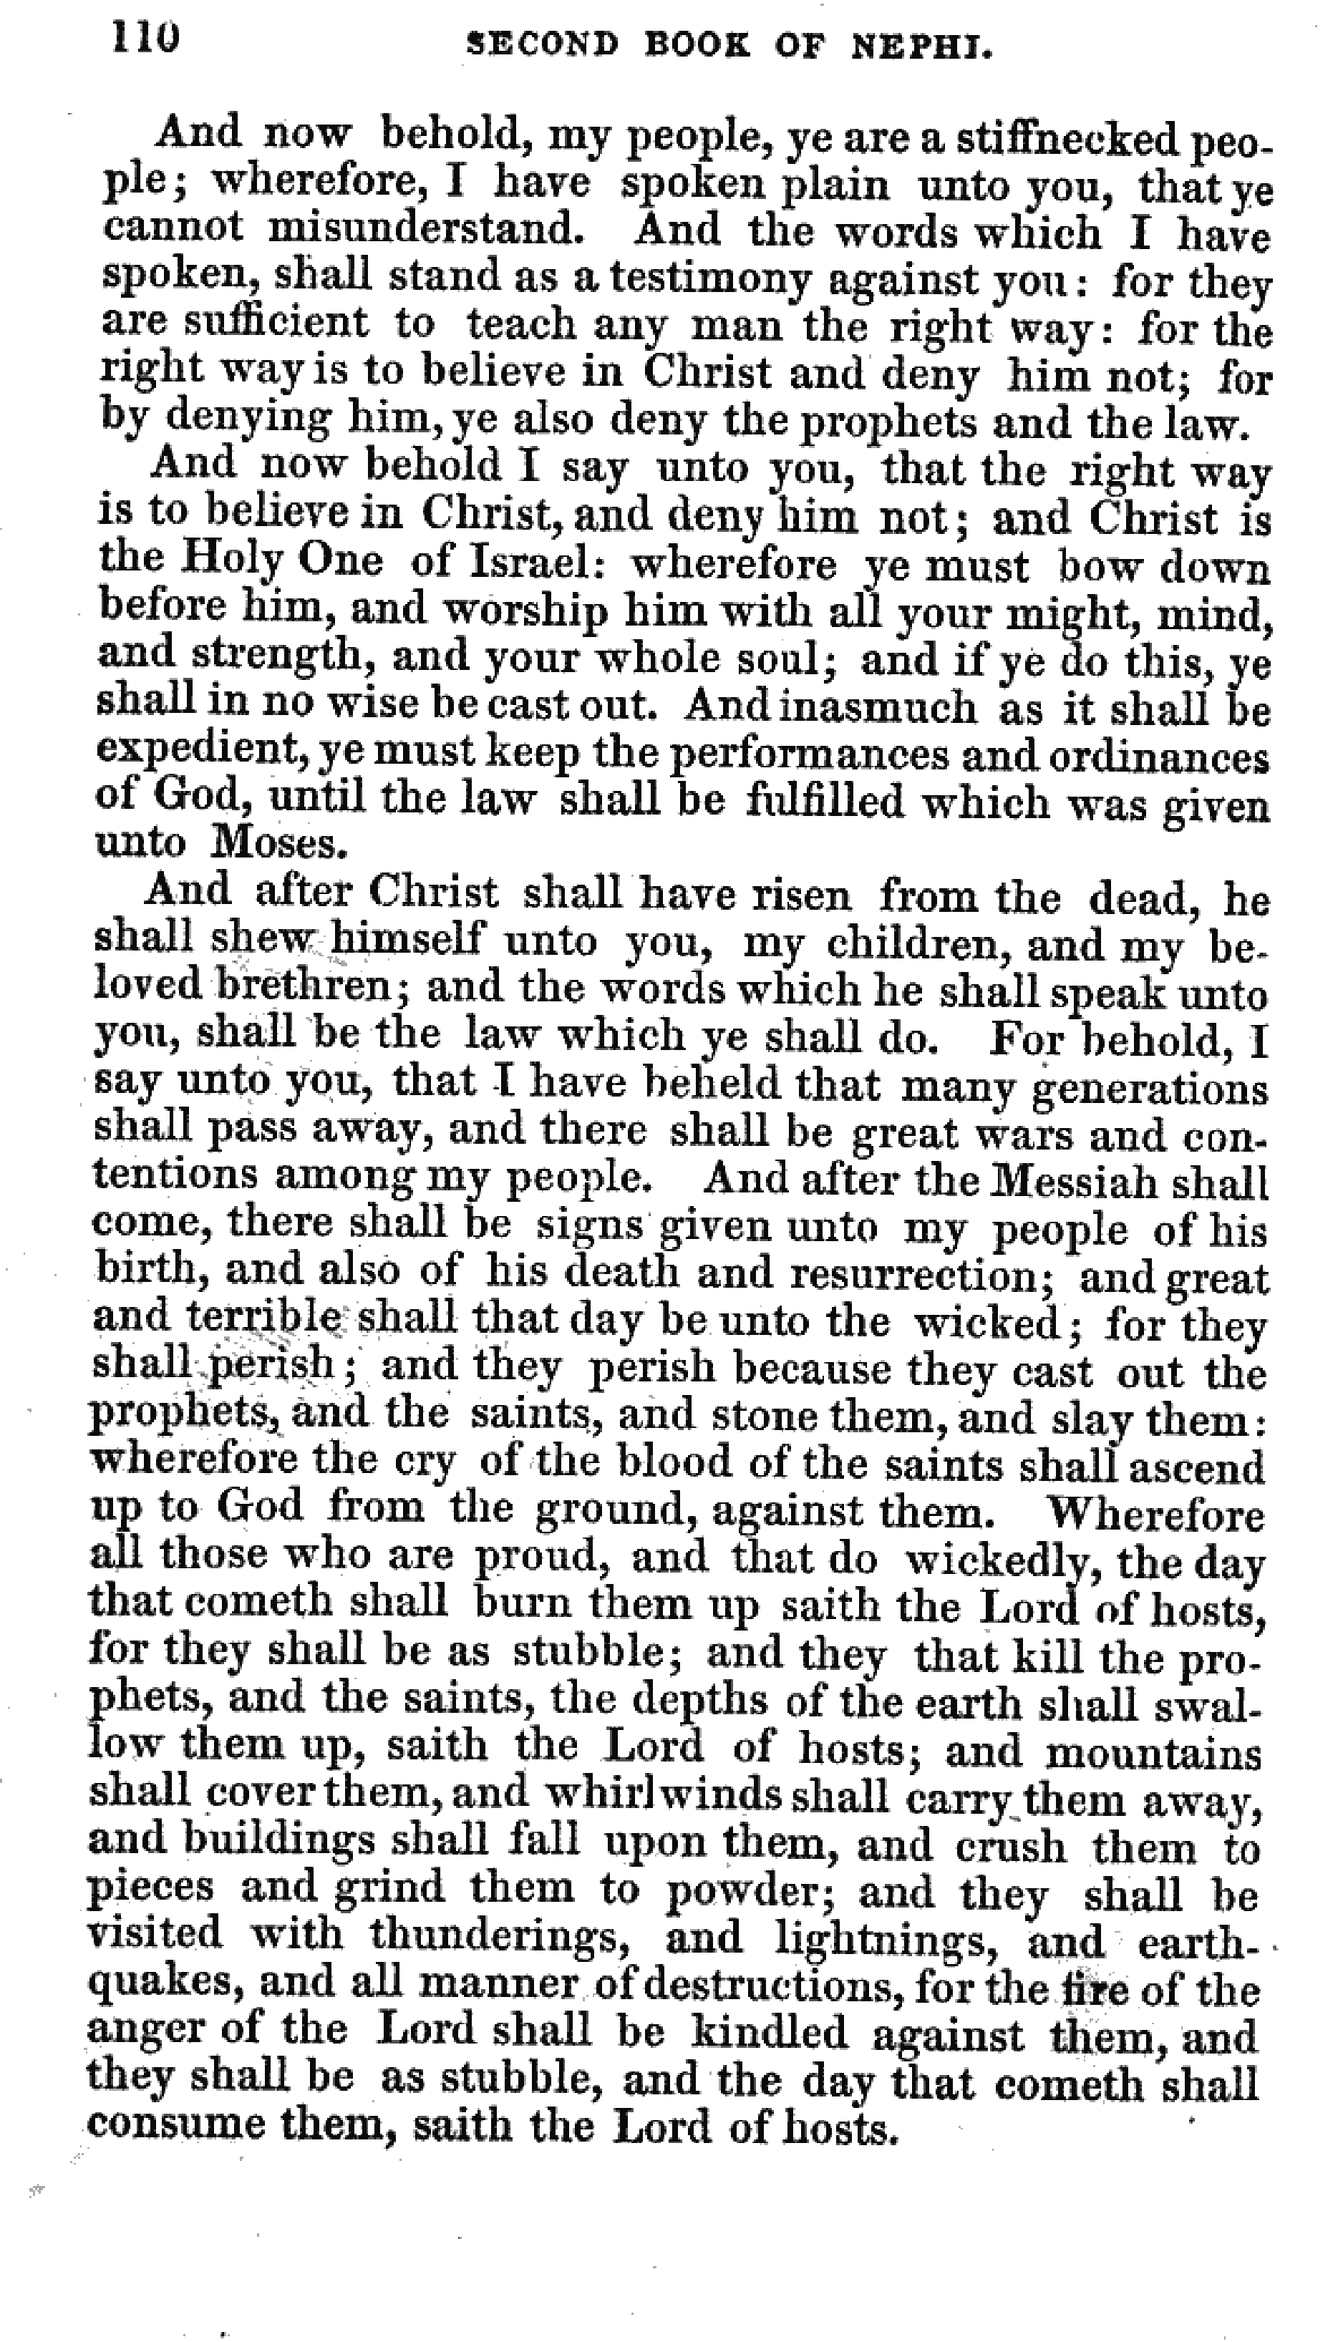 110 SECOND BOOK OF NEPHI.
And now behold, my people, ye are a stiffnecked peo-
ple; wherefore, I have spoken plain unto you, that ye
cannot misunderstand. And the words which I have
spoken, shall stand as a testimony against you: for they
are sufficient to teach any man the right way: for the
right way is to believe in Christ and deny him not; for
by denying him, ye also deny the prophets and the law.
And now behold I say unto you, that the right way
is to believe in Christ, and deny him not; and Christ is
the Holy One of Israel: wherefore ye must bow down
before him, and worship him with all your might, mind,
and strength, and your whole soul; and if ye do this, ye
shall in no wise be cast out. And inasmuch as it shall be
expedient, ye must keep the performances and ordinances
of God, until the law shall be fulfilled which was given
unto Moses.
And after Christ shall have risen from the dead, he
shall shew himself unto you, my children, and my be-
loved brethren; and the words which he shall speak unto
you, shall be the law which ye shall do. For behold, I
say unto you, that I have beheld that many generations
shall pass away, and there shall be great wars and con-
tentions among my people. And after the Messiah shall
come, there shall be signs given unto my people of his
birth, and also of his death and resurrection; and great
and terrible shall that day be unto the wicked; for they
shall perish; and they perish because they cast out the
prophets, and the saints, and stone them, and slay them:
wherefore the cry of the blood of the saints shall ascend
up to God from the ground, against them. Wherefore
all those who are proud, and that do wickedly, the day
that cometh shall burn them up saith the Lord of hosts,
for they shall be as stubble; and they that kill the pro-
phets, and the saints, the depths of the earth shall swal-
low them up, saith the Lord of hosts; and mountains
shall cover them, and whirlwinds shall carry them away,
and buildings shall fall upon them, and crush them to
pieces and grind them to powder; and they shall be
visited with thunderings, and lightnings, and earth-
quakes, and all manner of destructions, for the fire of the
anger of the Lord shall be kindled against them, and
they shall be as stubble, and the day that cometh shall
consume them, saith the Lord of hosts.